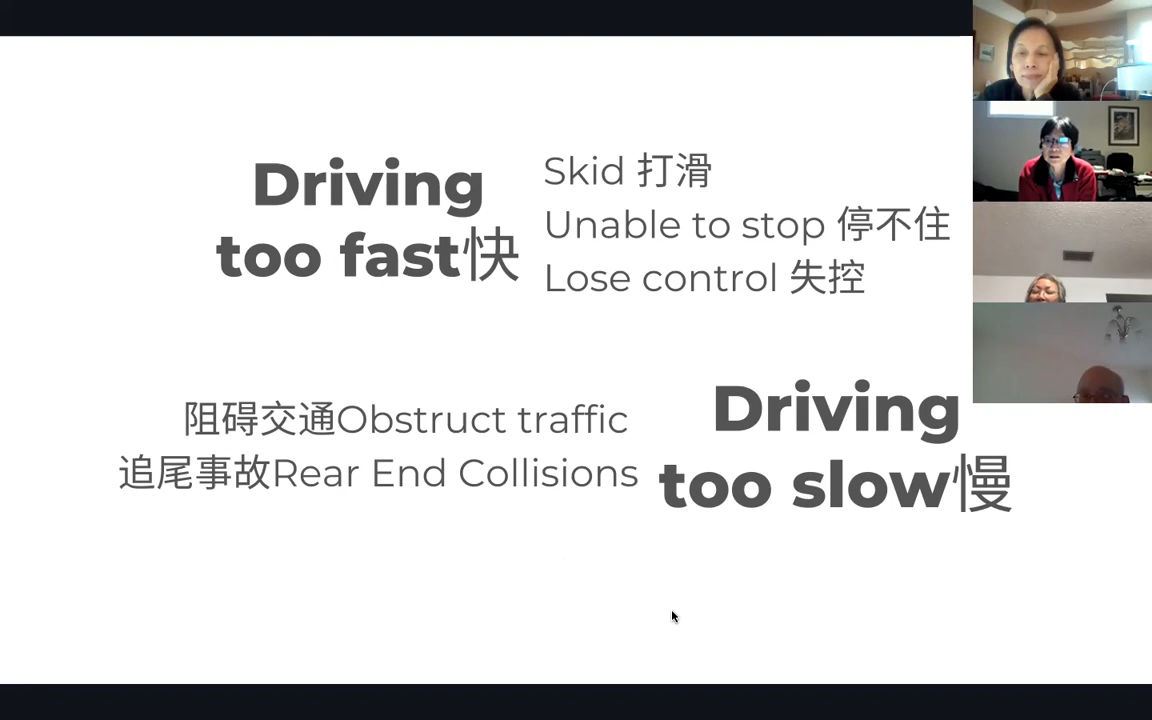 Driving
too fast快
Skid 打滑
Unable to stop 停不住
Lose control 失控
阻碍交通Obstruct traffic
追尾事故Rear End Collisions
Driving
too slow慢